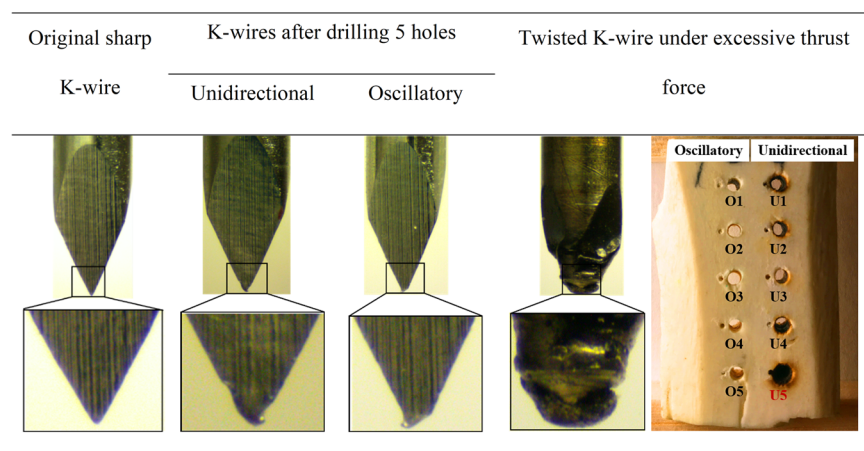 Original sharp
K-wire
K-wires after drilling 5 holes
Unidirectional
Oscillatory
Twisted K-wire under excessive thrust
force
Oscillatory
Unidirectional
O1 U1
O2 U2
O3 U3
O4 U4
O5 U5